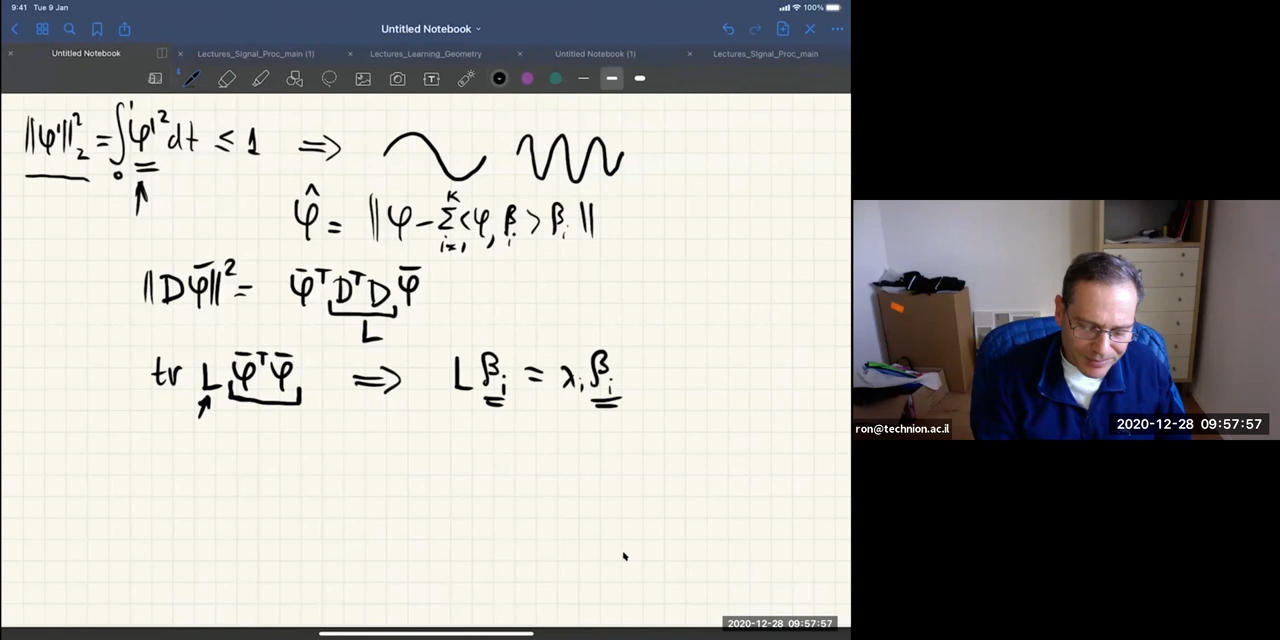 9:41 Tue 9 Jan
100%
Untitled Notebook
Untitled Notebook
Lectures_SIgnal_Proc_main (1)
Lectures_Learning_Geometry
Untitled Notebook (1)
Lectures_SIgnal_Proc_main
||φ'||₂² = ∫₀¹ φ'² dt ≤ 1 ⟹
φ̂ = ||φ - Σᵢ₌₁ᴷ <φ, βᵢ> βᵢ||
||Dφ̄||² = φ̄ᵀ DᵀD φ̄
L
tr L φ̄ᵀφ̄ ⟹ Lβᵢ = λᵢ βᵢ
ron@technion.ac.il
2020-12-28 09:57:57
2020-12-28 09:57:57